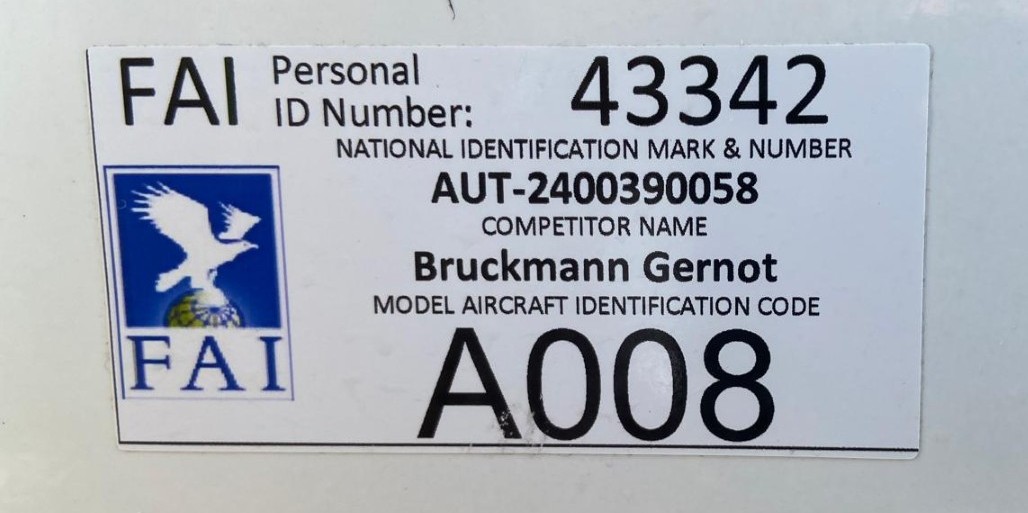 FAI Personal ID Number: 43342
NATIONAL IDENTIFICATION MARK & NUMBER
AUT-2400390058
COMPETITOR NAME
Bruckmann Gernot
MODEL AIRCRAFT IDENTIFICATION CODE
A008
FAI